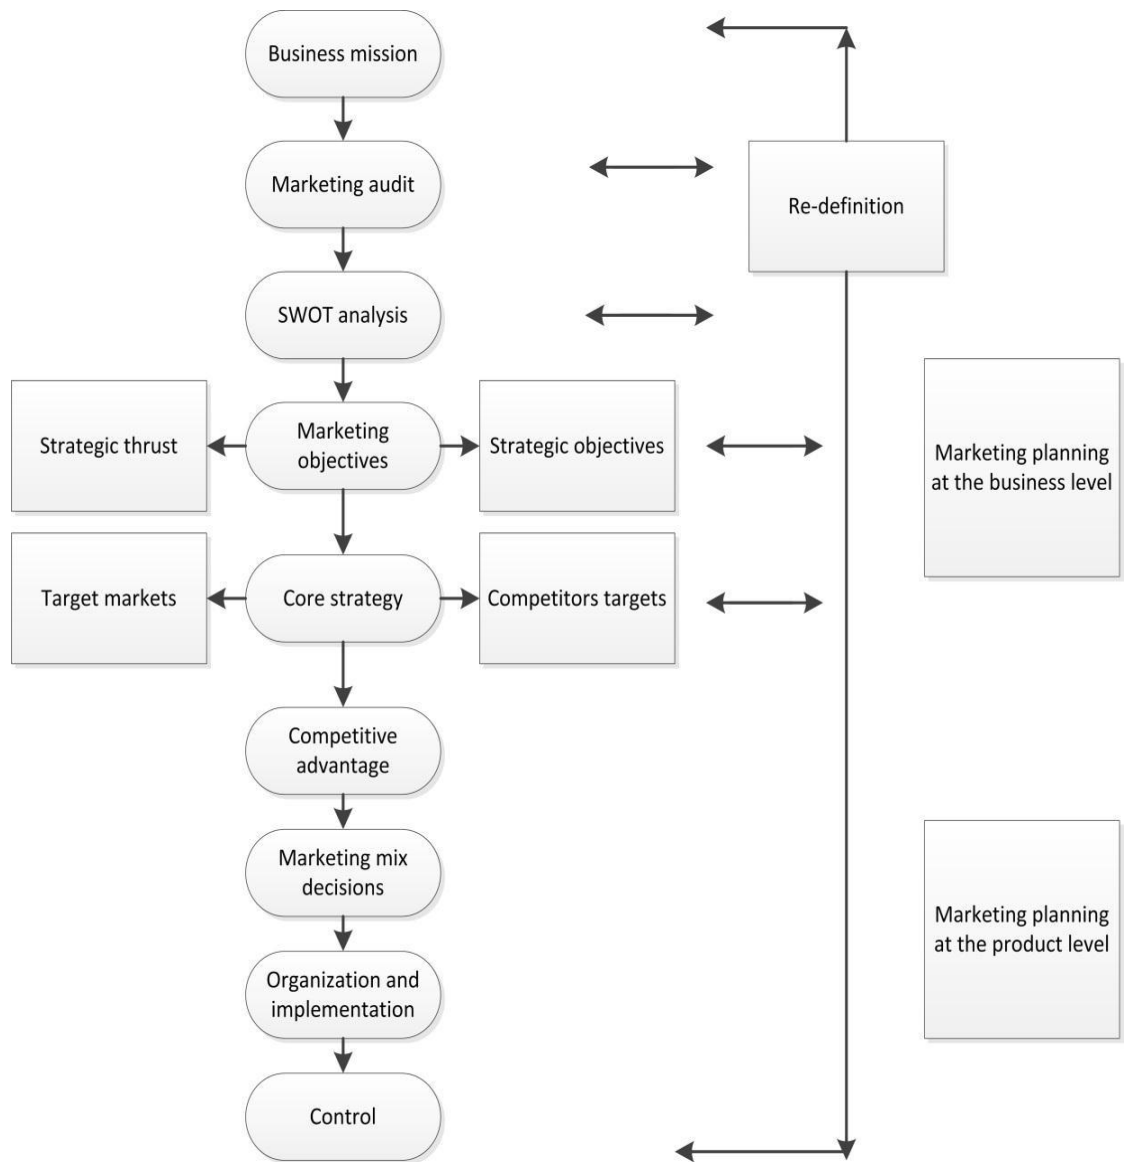 Business mission
Marketing audit
Re-definition
SWOT analysis
Strategic thrust
Marketing
objectives
Strategic objectives
Marketing planning
at the business level
Target markets
Core strategy
Competitors targets
Competitive
advantage
Marketing mix
decisions
Marketing planning
at the product level
Organization and
implementation
Control